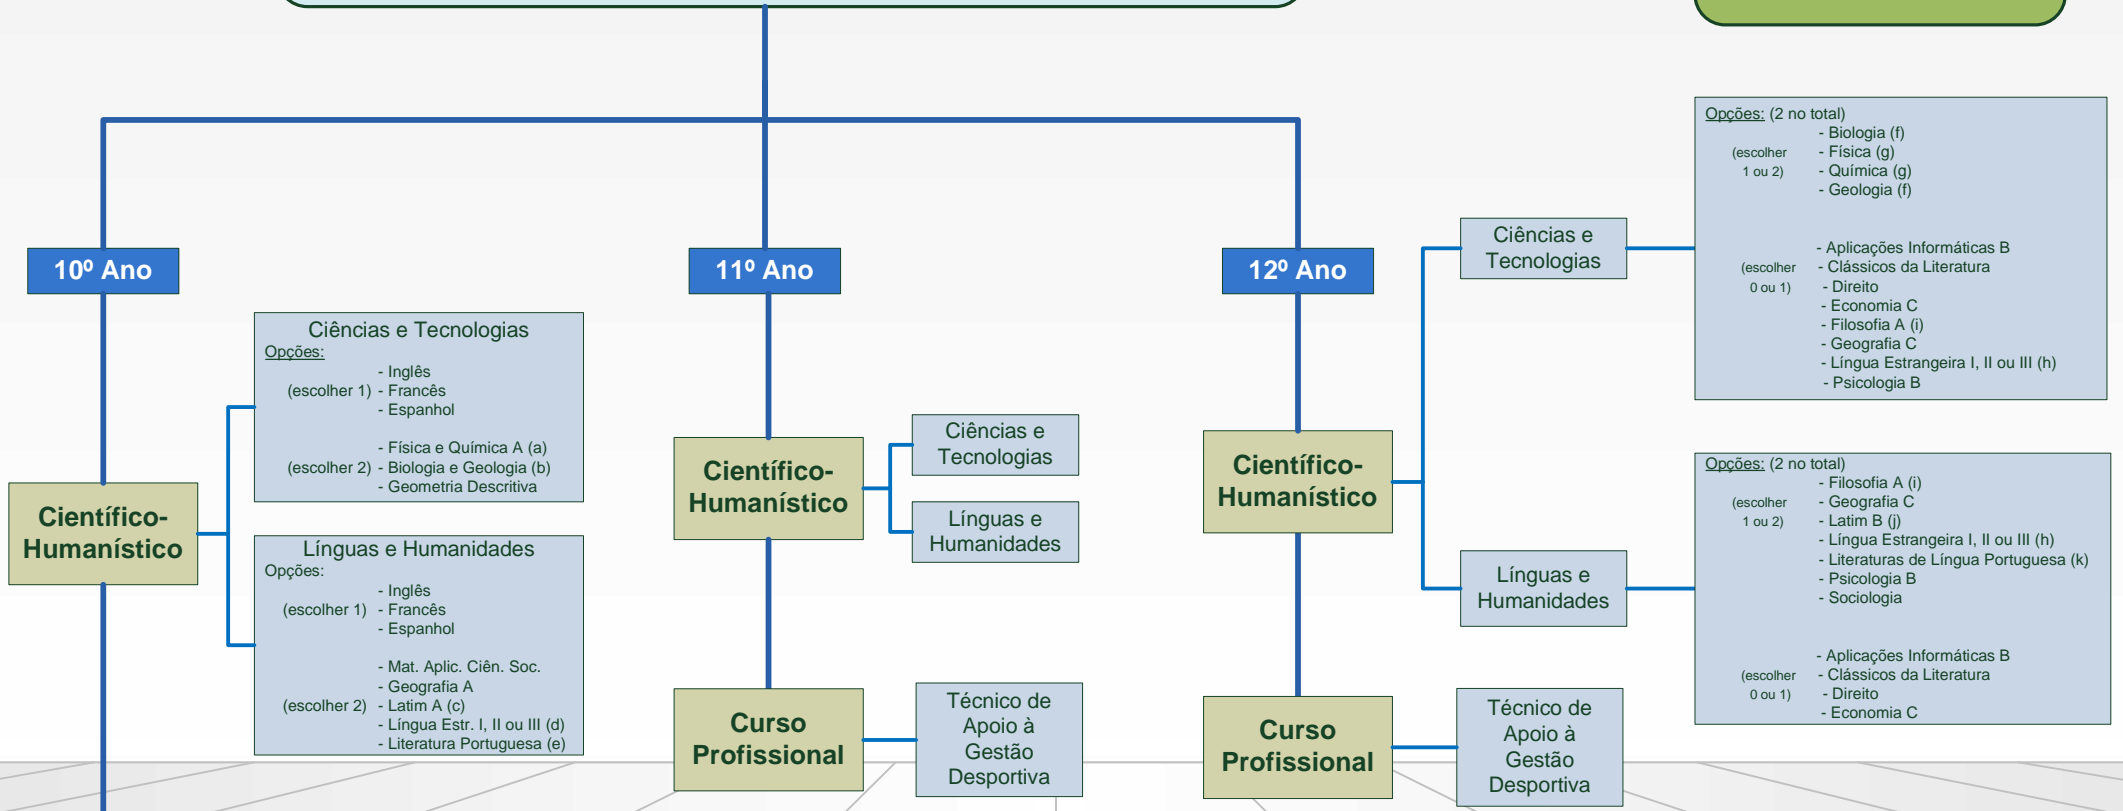 10º Ano
Científico-
Humanístico
Ciências e Tecnologias
Opções:
- Inglês
(escolher 1) - Francês
- Espanhol
- Física e Química A (a)
(escolher 2) - Biologia e Geologia (b)
- Geometria Descritiva
Línguas e Humanidades
Opções:
- Inglês
(escolher 1) - Francês
- Espanhol
- Mat. Aplic. Ciên. Soc.
- Geografia A
(escolher 2) - Latim A (c)
- Língua Estr. I, II ou III (d)
- Literatura Portuguesa (e)
11º Ano
Científico-
Humanístico
Ciências e
Tecnologias
Línguas e
Humanidades
Curso
Profissional
Técnico de
Apoio à
Gestão
Desportiva
12º Ano
Científico-
Humanístico
Ciências e
Tecnologias
Opções: (2 no total)
- Biologia (f)
(escolher - Física (g)
1 ou 2) - Química (g)
- Geologia (f)
- Aplicações Informáticas B
(escolher - Clássicos da Literatura
0 ou 1) - Direito
- Economia C
- Filosofia A (i)
- Geografia C
- Língua Estrangeira I, II ou III (h)
- Psicologia B
Línguas e
Humanidades
Opções: (2 no total)
- Filosofia A (i)
(escolher - Geografia C
1 ou 2) - Latim B (j)
- Língua Estrangeira I, II ou III (h)
- Literaturas de Língua Portuguesa (k)
- Psicologia B
- Sociologia
- Aplicações Informáticas B
(escolher - Clássicos da Literatura
0 ou 1) - Direito
- Economia C
Curso
Profissional
Técnico de
Apoio à
Gestão
Desportiva